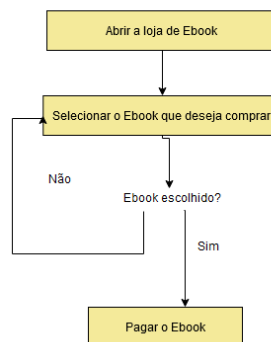 Abrir a loja de Ebook
Selecionar o Ebook que deseja comprar
Não
Ebook escolhido?
Sim
Pagar o Ebook